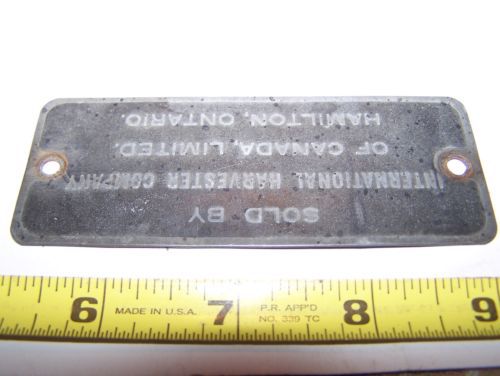 SOLD BY
INTERNATIONAL HARVESTER COMPANY
OF CANADA, LIMITED.
HAMILTON, ONTARIO.
6 7 8 9
MADE IN U.S.A. P.R. APP'D
NO. 339 TC